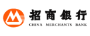 招商银行
CHINA MERCHANTS BANK